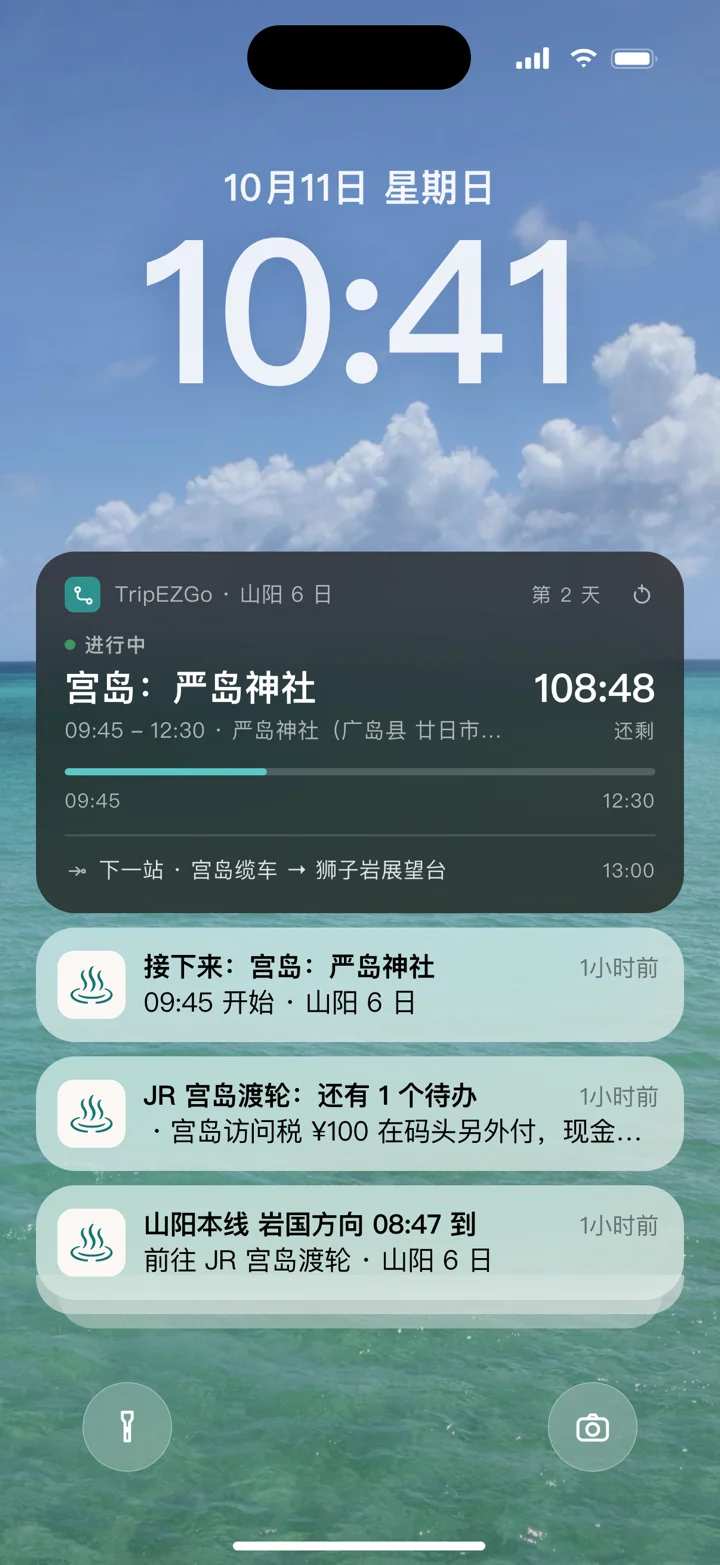 10月11日 星期日
10:41
TripEZGo · 山阳 6 日
第 2 天
进行中
宫岛：严岛神社
108:48
09:45 – 12:30 · 严岛神社（广岛县 廿日市…
还剩
09:45
12:30
下一站 · 宫岛缆车 → 狮子岩展望台
13:00
接下来：宫岛：严岛神社
1小时前
09:45 开始 · 山阳 6 日
JR 宫岛渡轮：还有 1 个待办
1小时前
· 宫岛访问税 ¥100 在码头另外付，现金…
山阳本线 岩国方向 08:47 到
1小时前
前往 JR 宫岛渡轮 · 山阳 6 日